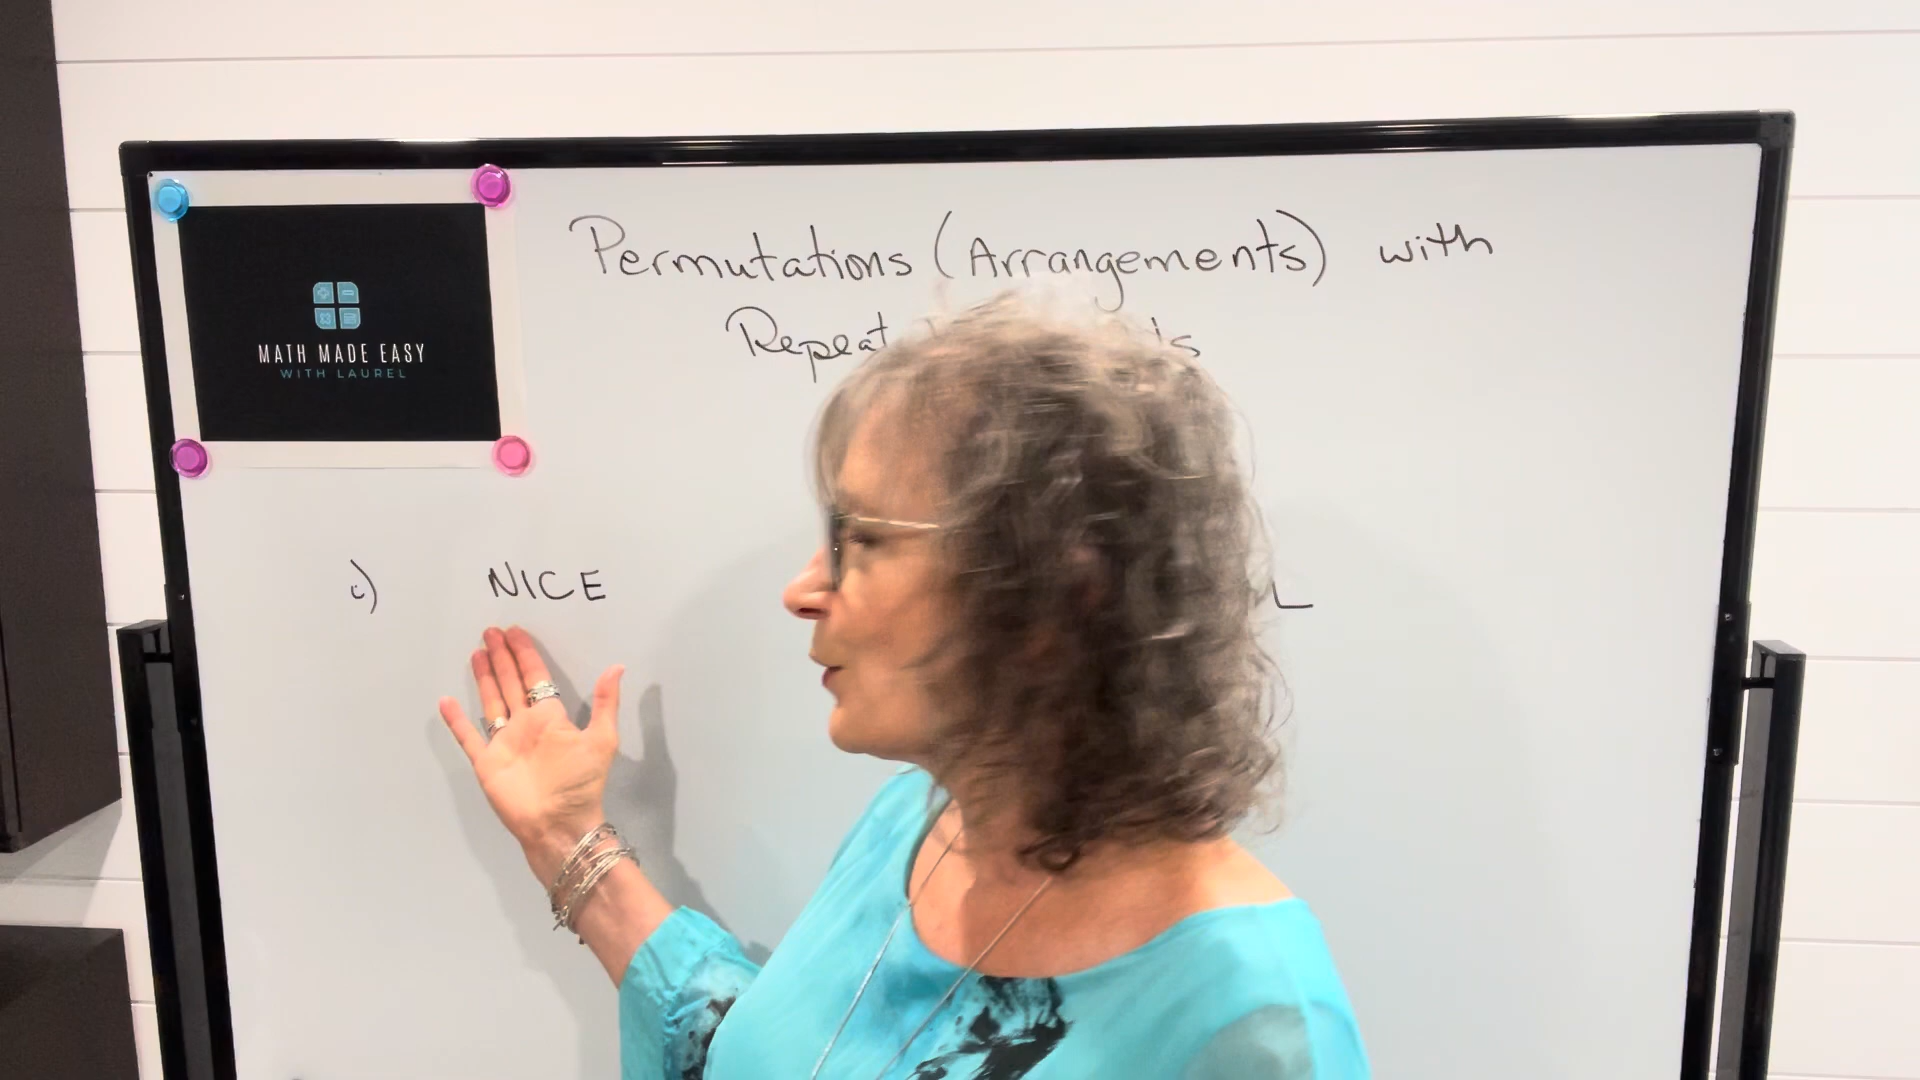 Permutations (Arrangements) with
MATH MADE EASY
WITH LAUREL
c) NICE